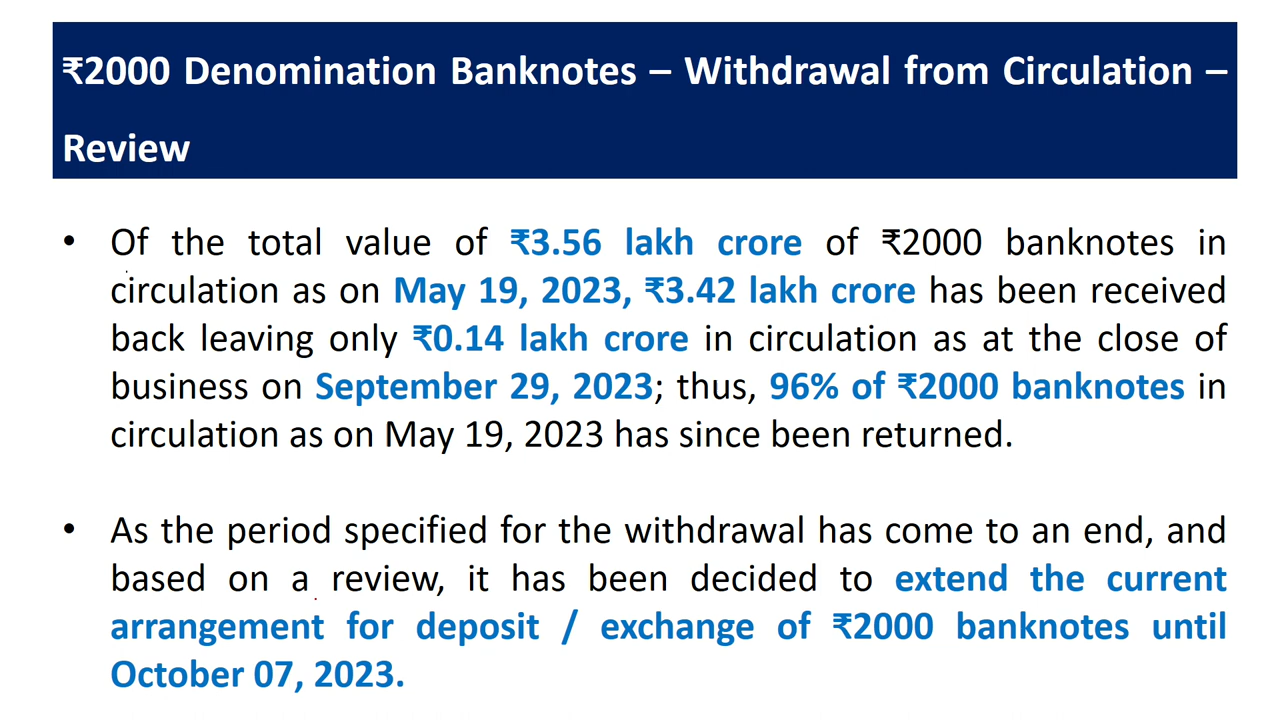 ₹2000 Denomination Banknotes – Withdrawal from Circulation –
Review
• Of the total value of ₹3.56 lakh crore of ₹2000 banknotes in
circulation as on May 19, 2023, ₹3.42 lakh crore has been received
back leaving only ₹0.14 lakh crore in circulation as at the close of
business on September 29, 2023; thus, 96% of ₹2000 banknotes in
circulation as on May 19, 2023 has since been returned.
• As the period specified for the withdrawal has come to an end, and
based on a review, it has been decided to extend the current
arrangement for deposit / exchange of ₹2000 banknotes until
October 07, 2023.